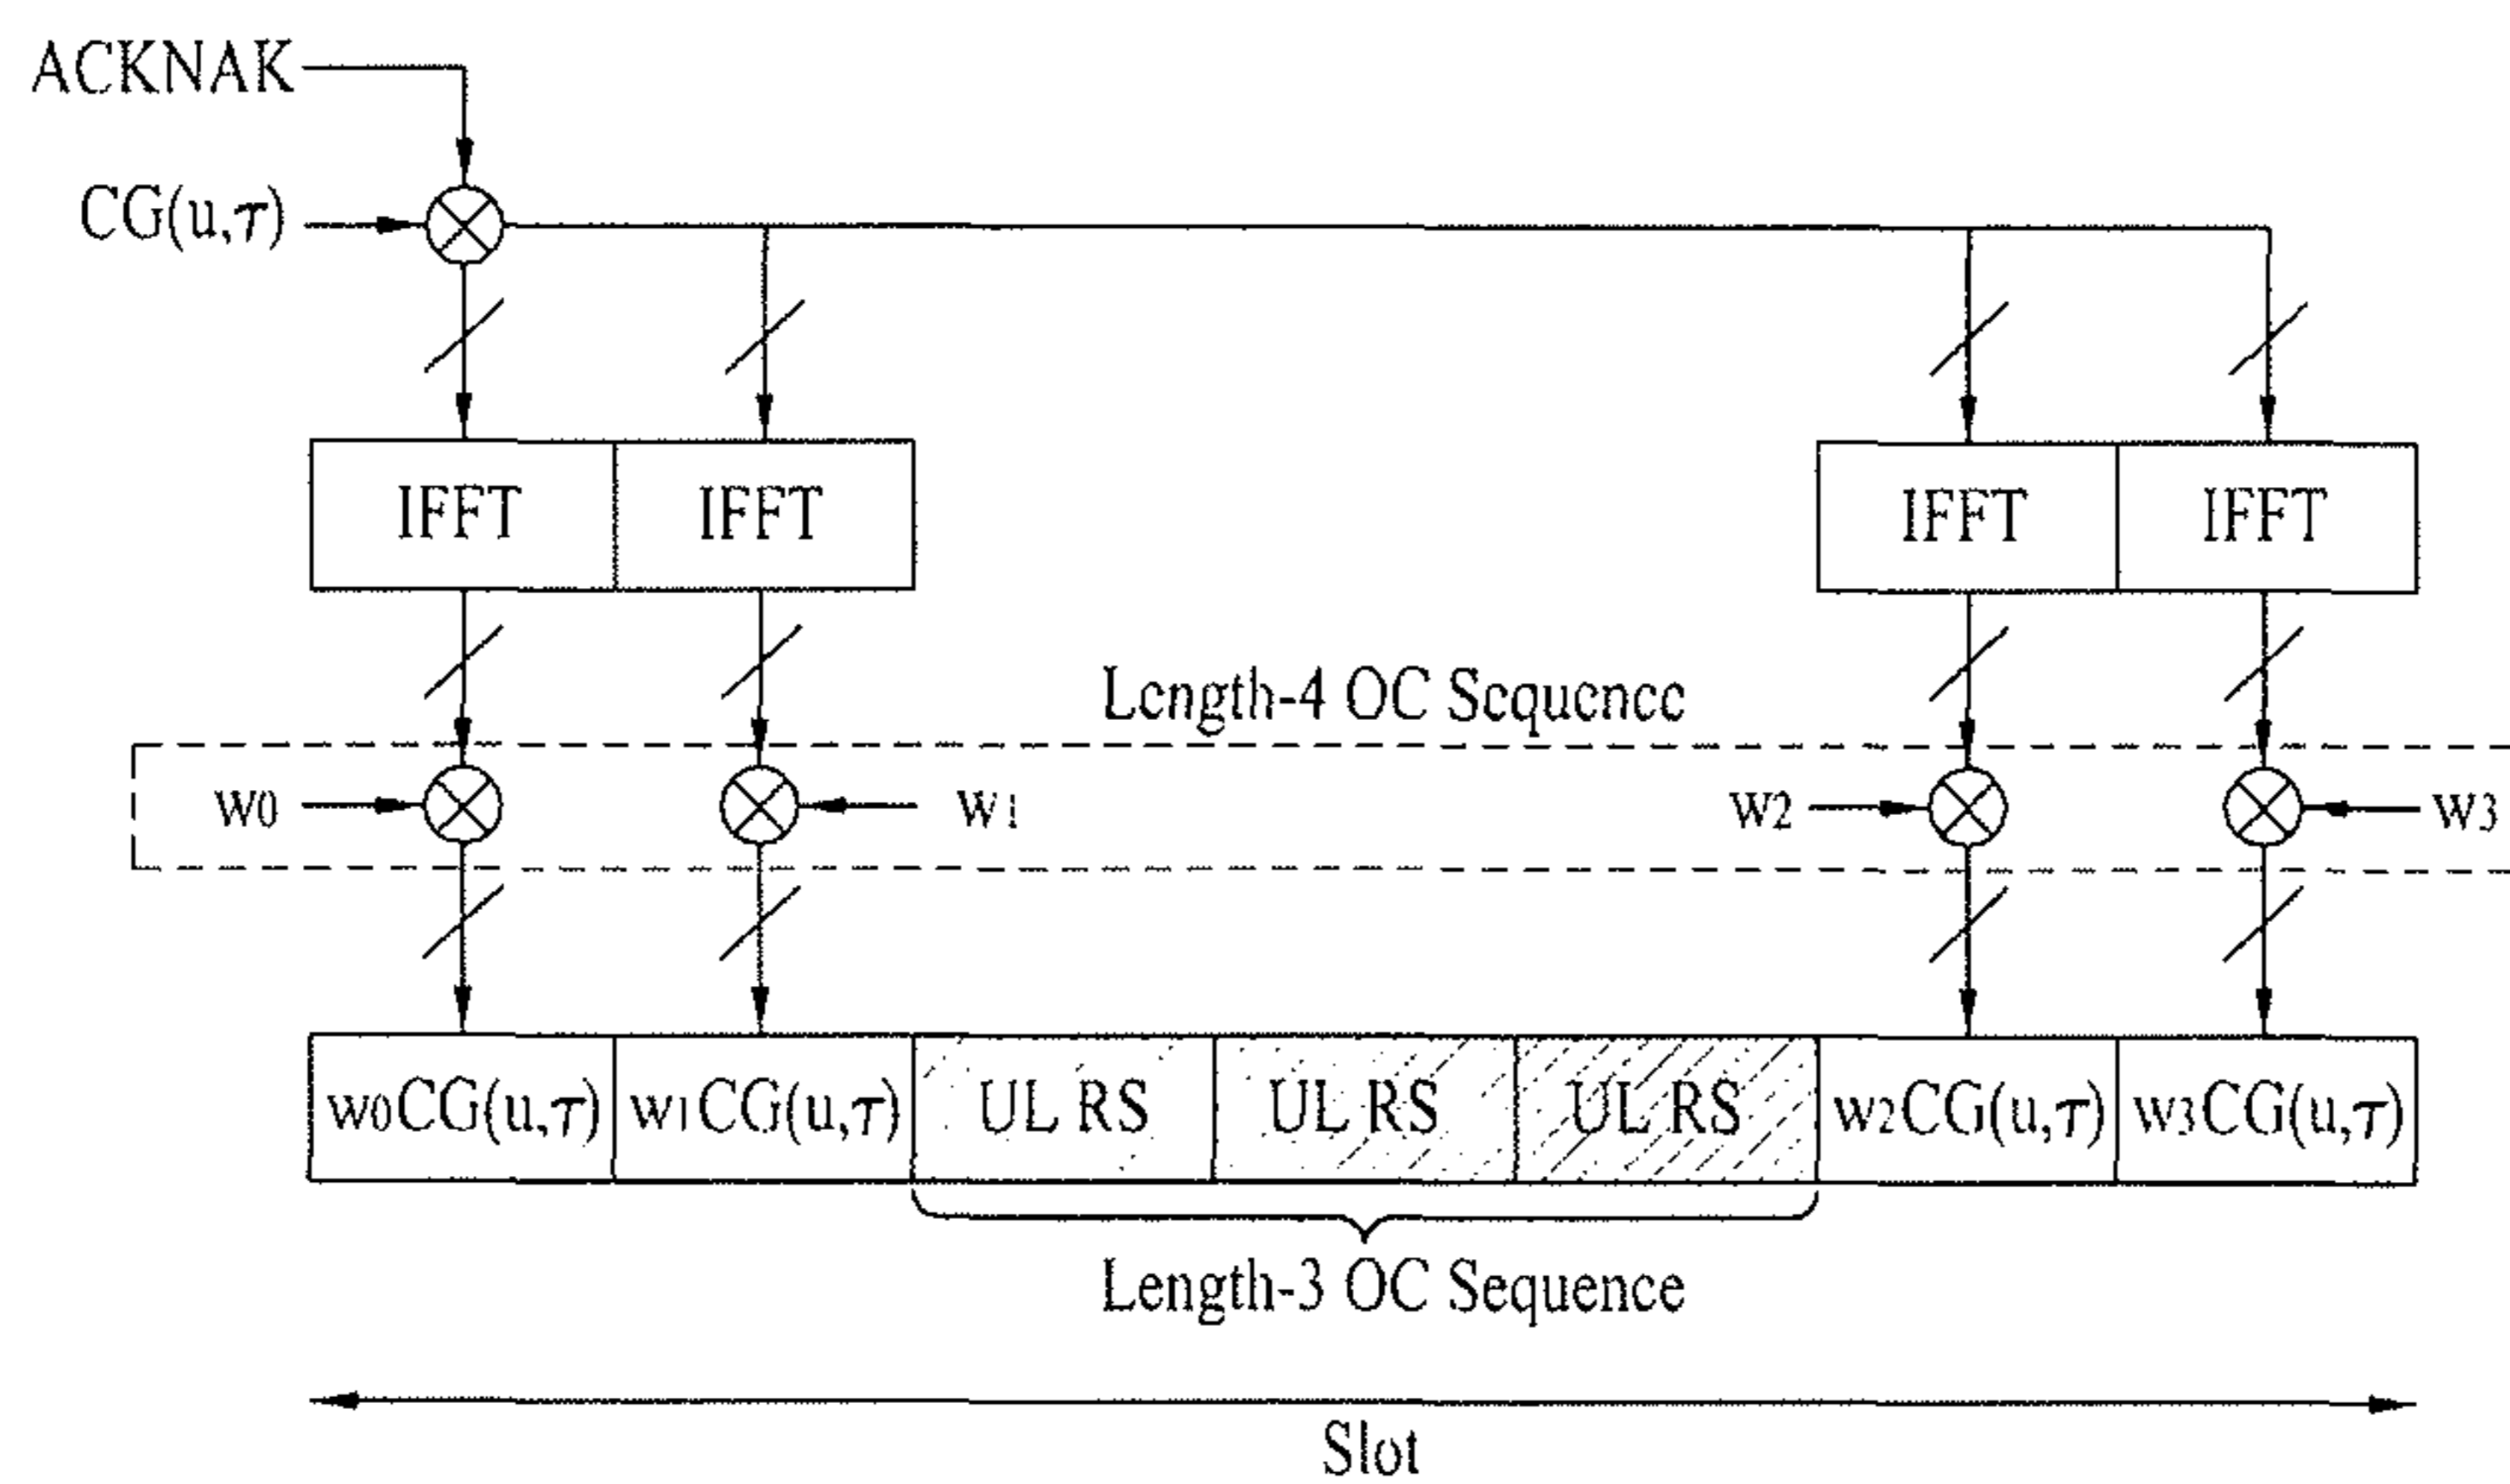 ACKNAK
CG(u,τ)
IFFT IFFT IFFT IFFT
Length-4 OC Sequence
w0 w1 w2 w3
w0CG(u,τ) w1CG(u,τ) UL RS UL RS UL RS w2CG(u,τ) w3CG(u,τ)
Length-3 OC Sequence
Slot